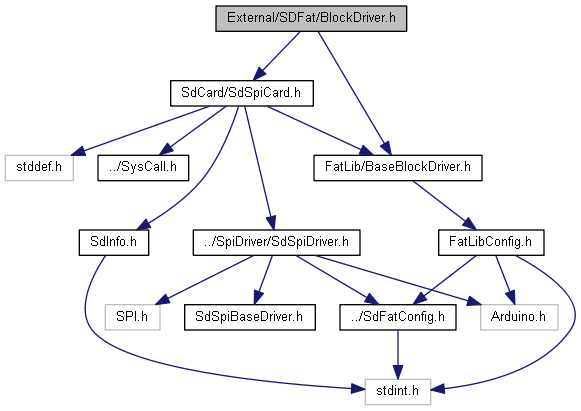 External/SDFat/BlockDriver.h
SdCard/SdSpiCard.h
stddef.h
../SysCall.h
FatLib/BaseBlockDriver.h
SdInfo.h
../SpiDriver/SdSpiDriver.h
FatLibConfig.h
SPI.h
SdSpiBaseDriver.h
../SdFatConfig.h
Arduino.h
stdint.h